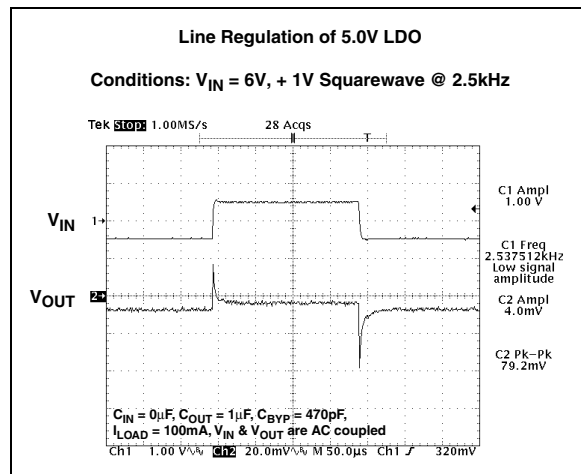 Line Regulation of 5.0V LDO
Conditions: VIN = 6V, + 1V Squarewave @ 2.5kHz
Tek Stop: 1.00MS/s 28 Acqs
T
C1 Ampl
1.00 V
VIN 1→
C1 Freq
2.537512kHz
Low signal
amplitude
VOUT 2→
C2 Ampl
4.0mV
C2 Pk-Pk
79.2mV
CIN = 0µF, COUT = 1µF, CBYP = 470pF,
ILOAD = 100mA, VIN & VOUT are AC coupled
Ch1 1.00 V Ch2 20.0mV M 50.0µs Ch1 320mV